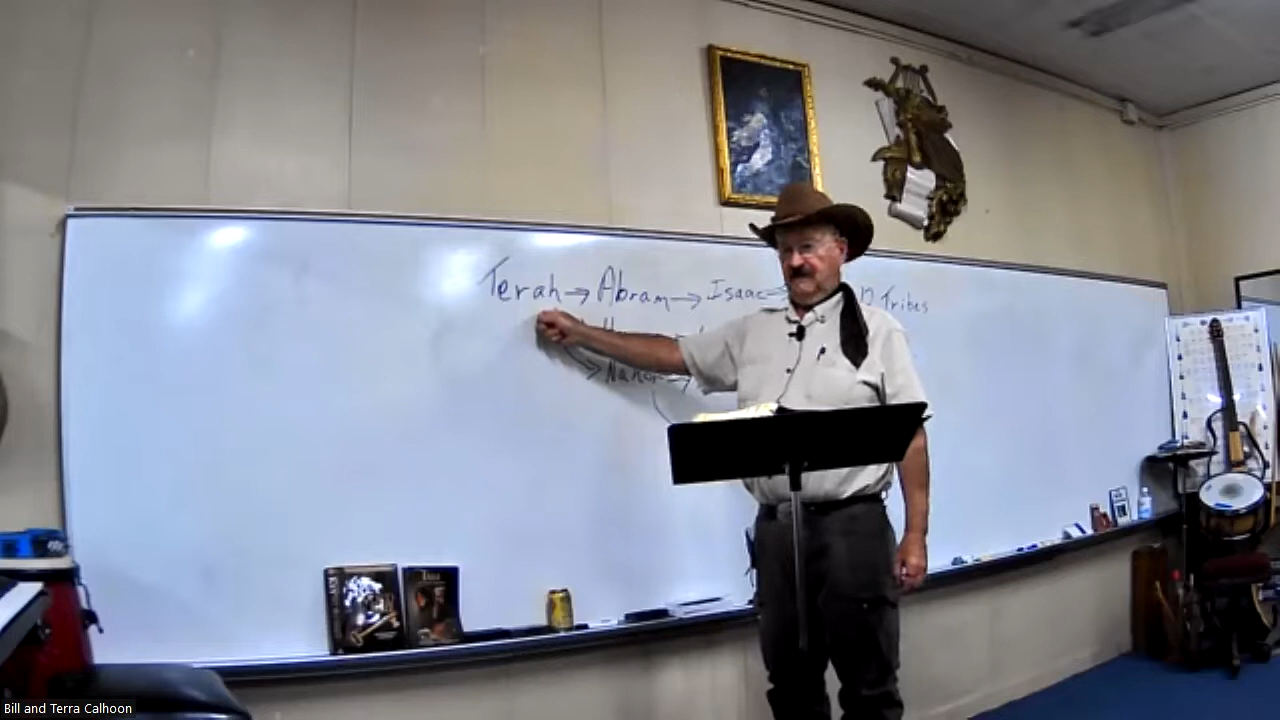 Terah → Abram → Isaac → 12 Tribes
Nahor →
Bill and Terra Calhoon